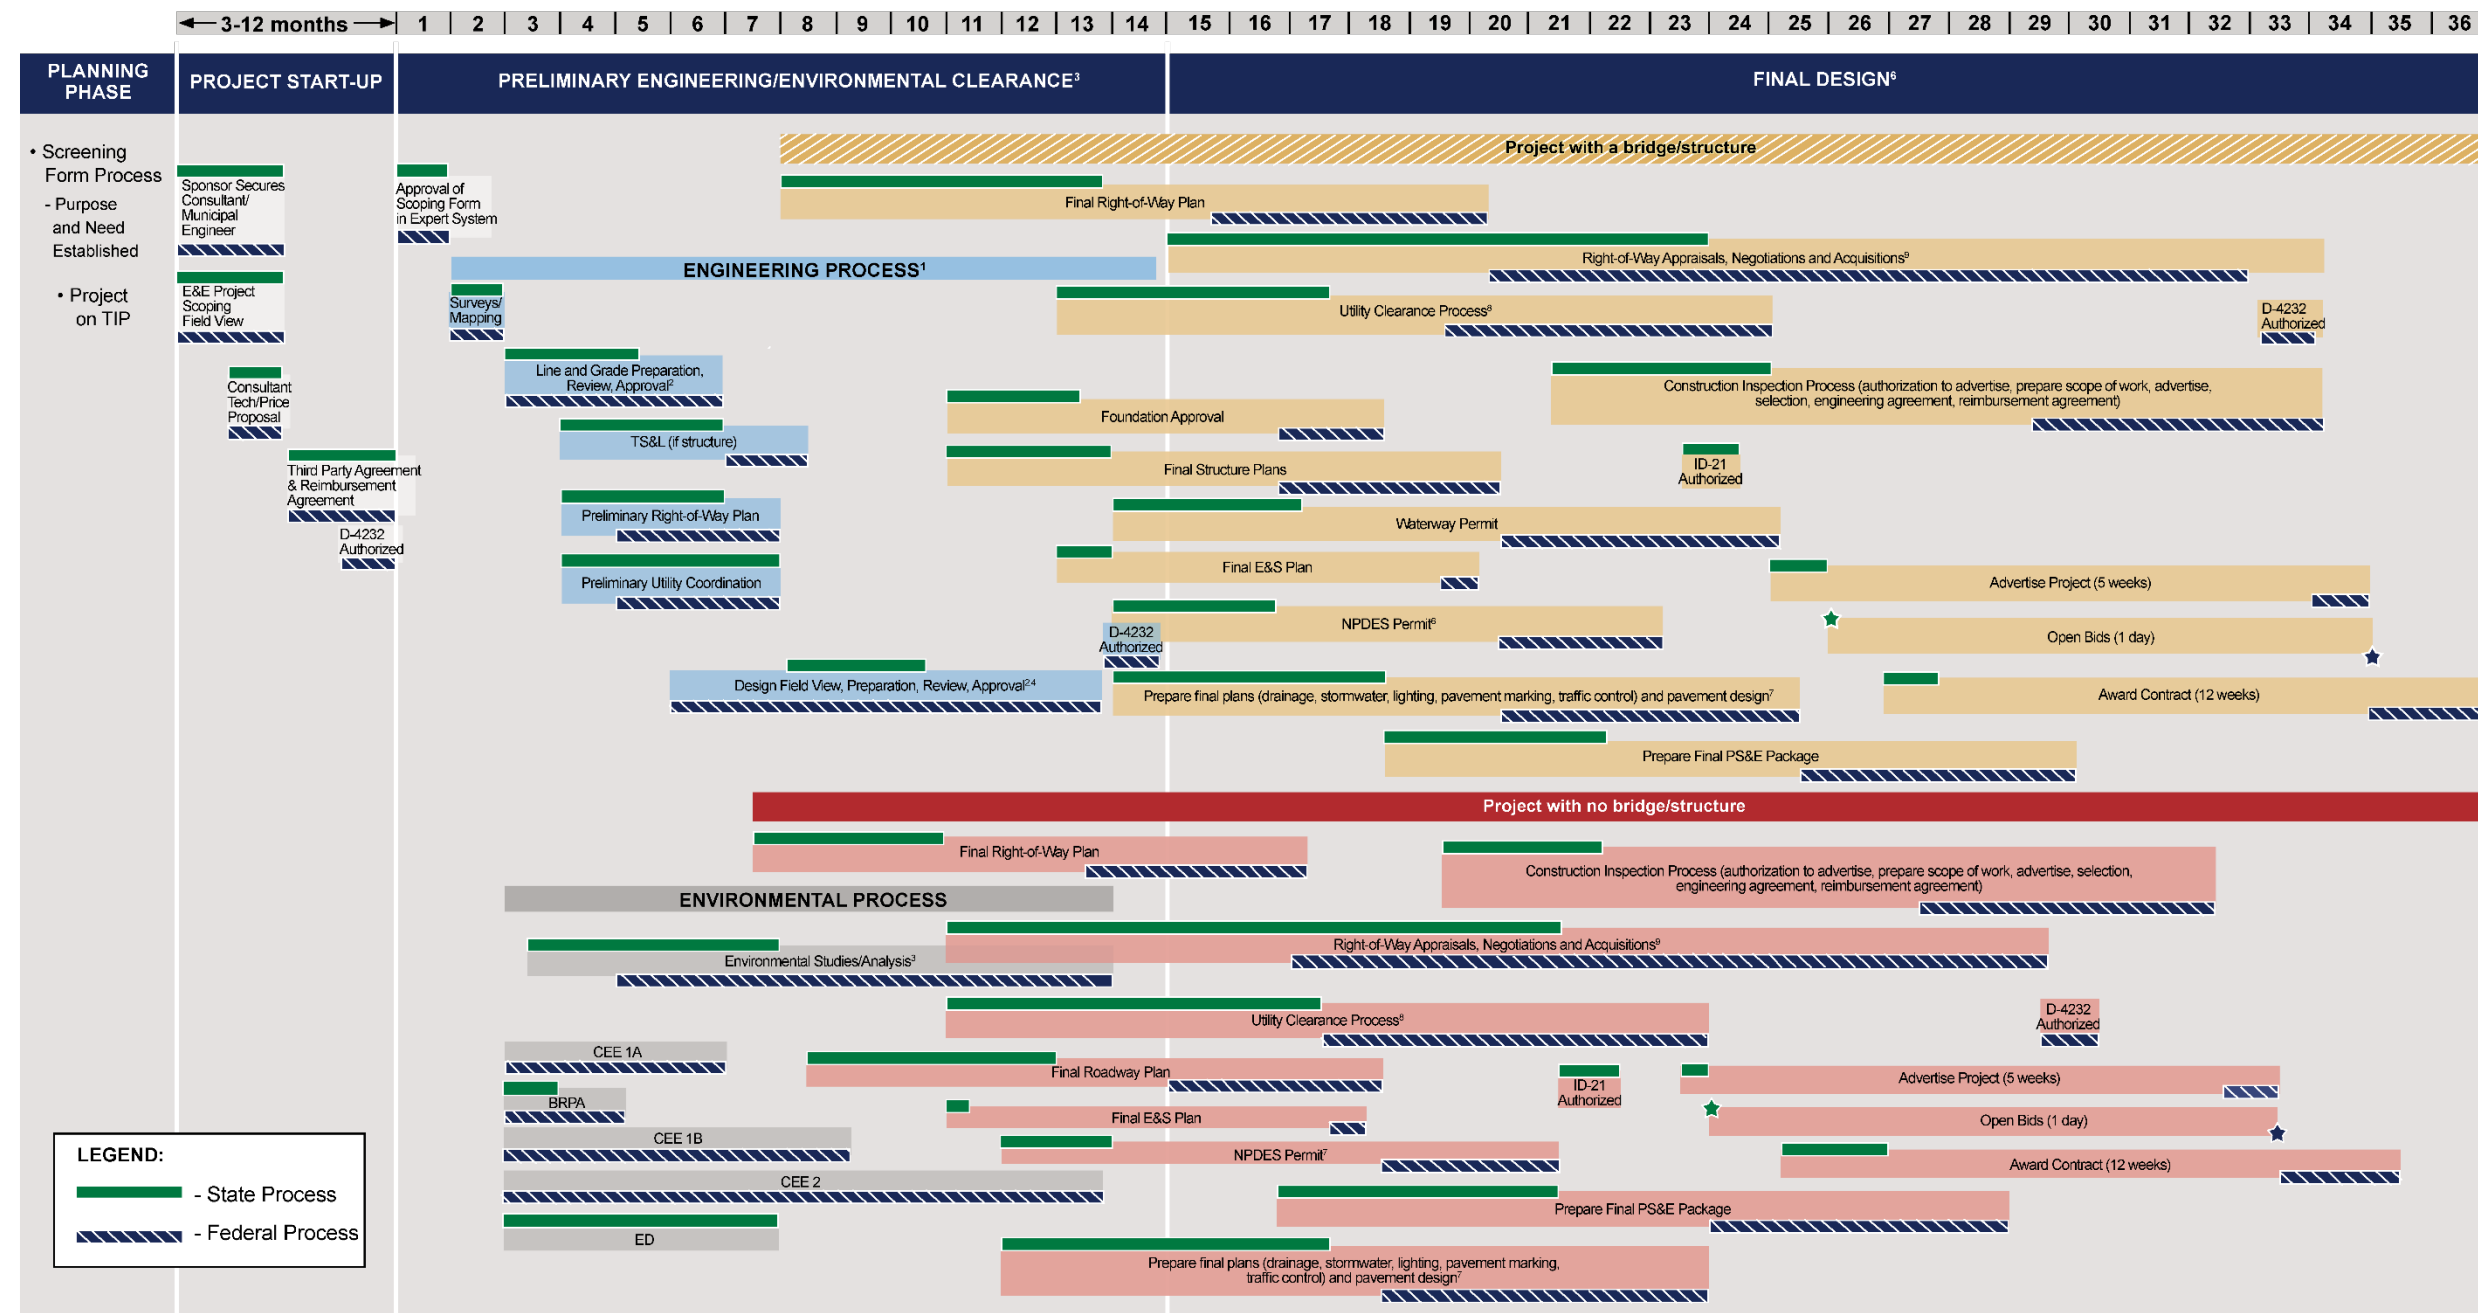 3-12 months 1 2 3 4 5 6 7 8 9 10 11 12 13 14 15 16 17 18 19 20 21 22 23 24 25 26 27 28 29 30 31 32 33 34 35 36
PLANNING
PHASE
PROJECT START-UP
PRELIMINARY ENGINEERING/ENVIRONMENTAL CLEARANCE³
FINAL DESIGN⁶
• Screening
Form Process
- Purpose
and Need
Established
• Project
on TIP
Sponsor Secures
Consultant/
Municipal
Engineer
E&E Project
Scoping
Field View
Consultant
Tech/Price
Proposal
Third Party Agreement
& Reimbursement
Agreement
D-4232
Authorized
Approval of
Scoping Form
in Expert System
ENGINEERING PROCESS¹
Surveys/
Mapping
Line and Grade Preparation,
Review, Approval²
TS&L (if structure)
Preliminary Right-of-Way Plan
Preliminary Utility Coordination
D-4232
Authorized
Design Field View, Preparation, Review, Approval²⁴
Project with a bridge/structure
Final Right-of-Way Plan
Right-of-Way Appraisals, Negotiations and Acquisitions⁹
Utility Clearance Process⁸
D-4232
Authorized
Construction Inspection Process (authorization to advertise, prepare scope of work, advertise,
selection, engineering agreement, reimbursement agreement)
Foundation Approval
Final Structure Plans
ID-21
Authorized
Waterway Permit
Final E&S Plan
Advertise Project (5 weeks)
NPDES Permit⁶
Open Bids (1 day)
Prepare final plans (drainage, stormwater, lighting, pavement marking, traffic control) and pavement design⁷
Award Contract (12 weeks)
Prepare Final PS&E Package
Project with no bridge/structure
Final Right-of-Way Plan
Construction Inspection Process (authorization to advertise, prepare scope of work, advertise, selection,
engineering agreement, reimbursement agreement)
ENVIRONMENTAL PROCESS
Right-of-Way Appraisals, Negotiations and Acquisitions⁹
Environmental Studies/Analysis³
Utility Clearance Process⁸
D-4232
Authorized
CEE 1A
Final Roadway Plan
ID-21
Authorized
Advertise Project (5 weeks)
BRPA
Final E&S Plan
Open Bids (1 day)
CEE 1B
NPDES Permit⁷
Award Contract (12 weeks)
CEE 2
Prepare Final PS&E Package
ED
Prepare final plans (drainage, stormwater, lighting, pavement marking,
traffic control) and pavement design⁷
LEGEND:
- State Process
- Federal Process